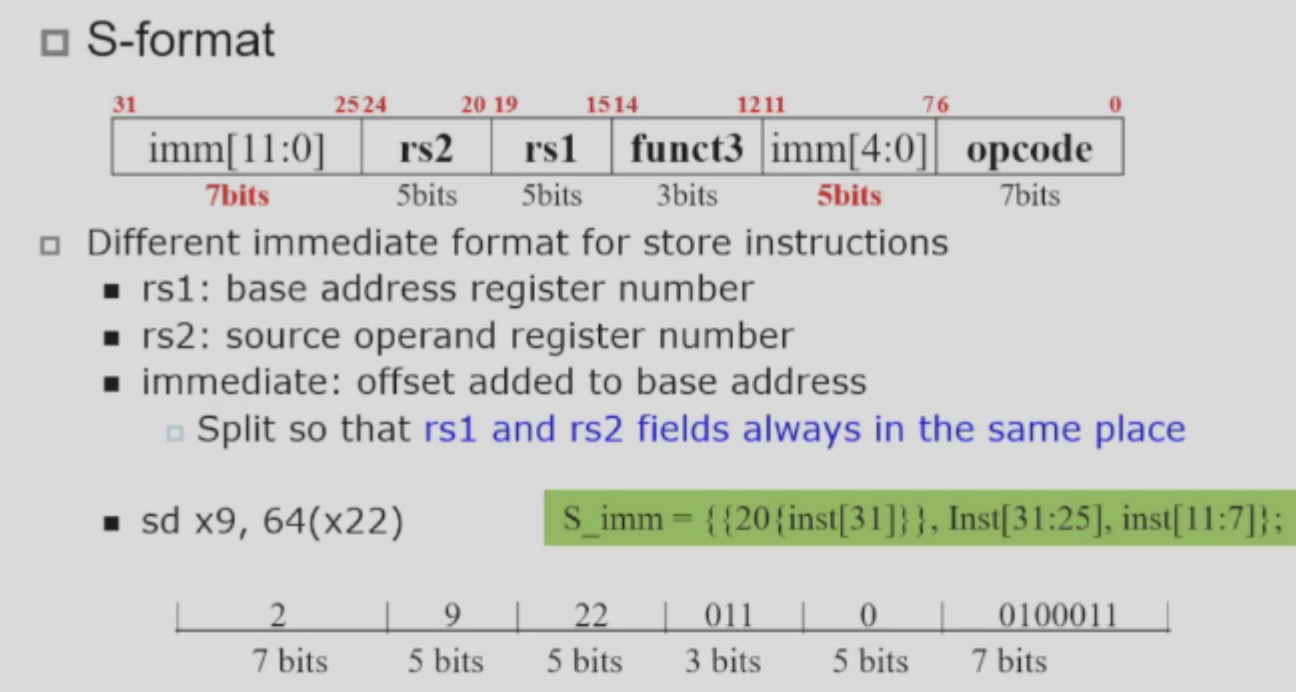 S-format
31 25 24 20 19 15 14 12 11 7 6 0
imm[11:0] rs2 rs1 funct3 imm[4:0] opcode
7bits 5bits 5bits 3bits 5bits 7bits
Different immediate format for store instructions
rs1: base address register number
rs2: source operand register number
immediate: offset added to base address
Split so that rs1 and rs2 fields always in the same place
sd x9, 64(x22) S_imm = {{20{inst[31]}}, Inst[31:25], inst[11:7]};
2 9 22 011 0 0100011
7 bits 5 bits 5 bits 3 bits 5 bits 7 bits